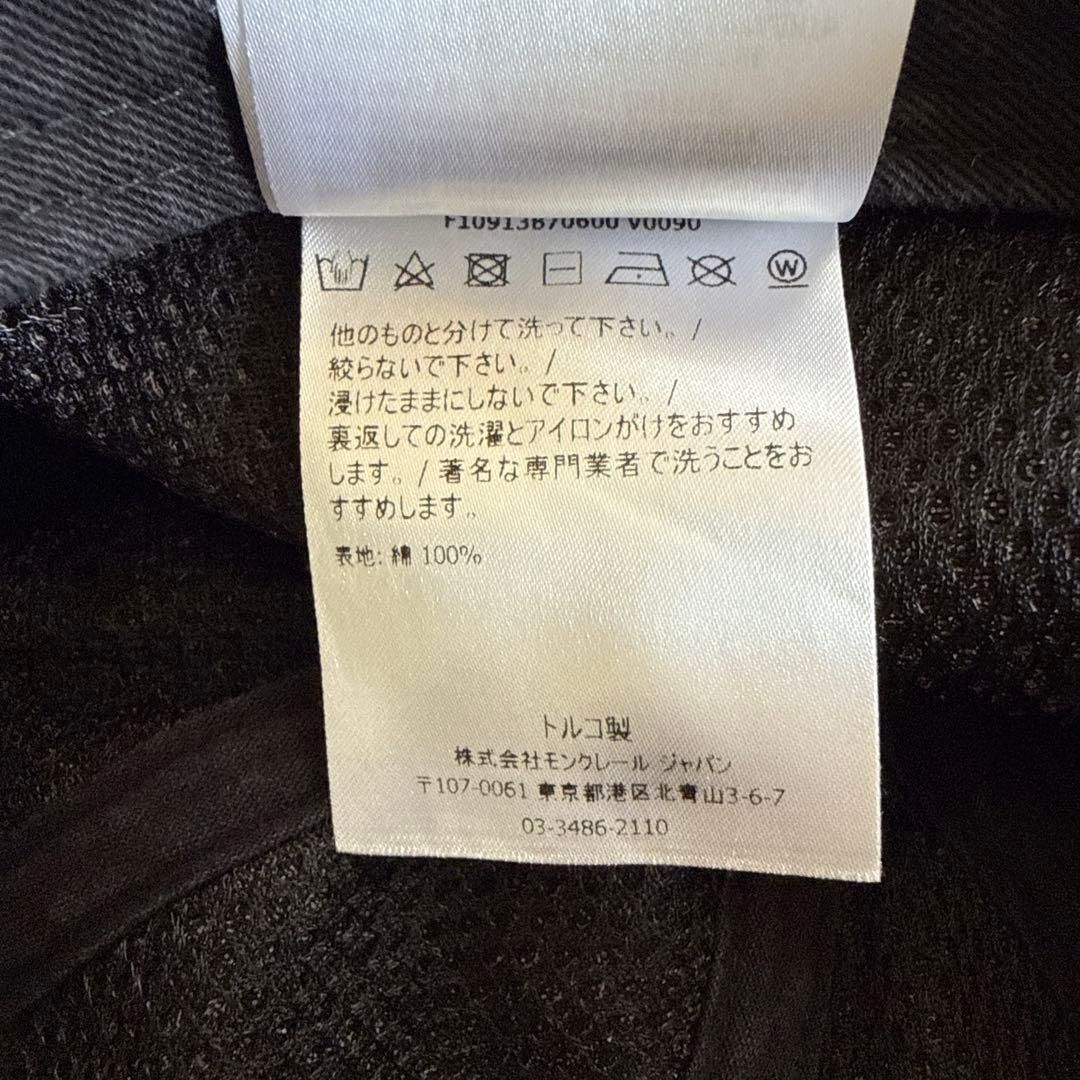 F10913B70600 V0090
W
他のものと分けて洗って下さい。/
絞らないで下さい。/
浸けたままにしないで下さい。/
裏返しての洗濯とアイロンがけをおすすめ
します。/ 著名な専門業者で洗うことをお
すすめします。
表地: 綿 100%
トルコ製
株式会社モンクレール ジャパン
〒107-0061 東京都港区北青山3-6-7
03-3486-2110